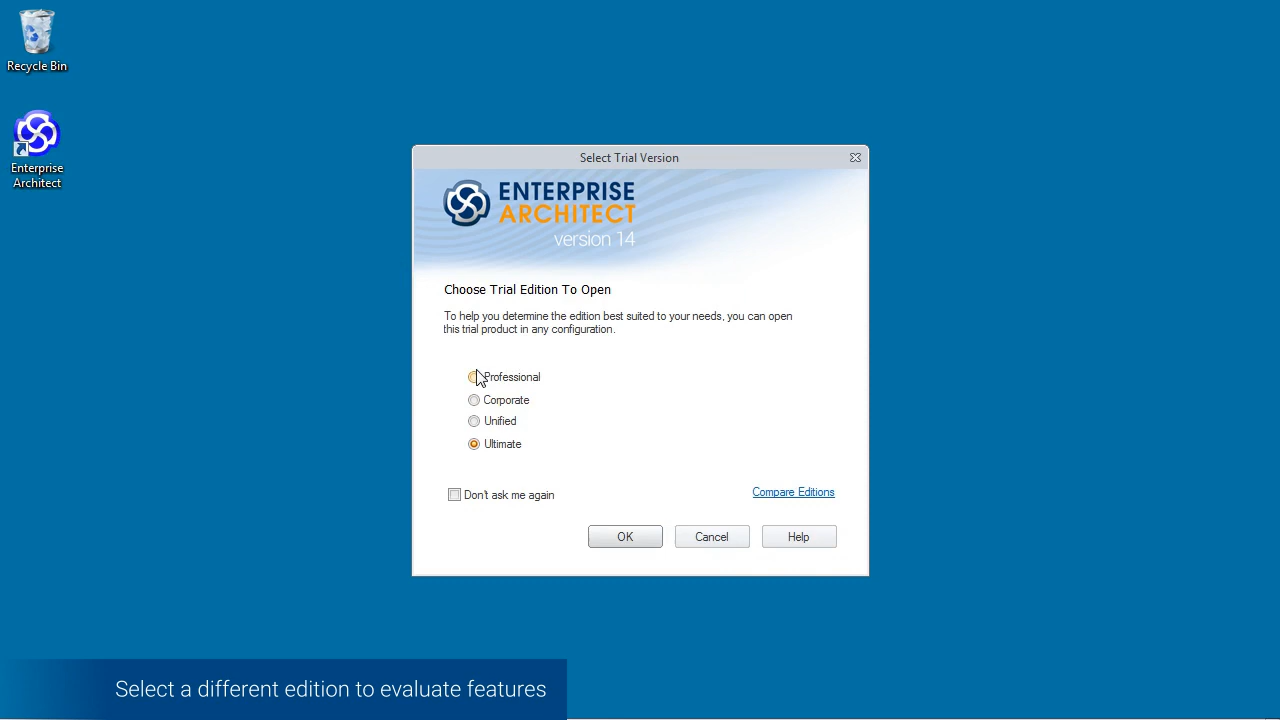 Recycle Bin
Enterprise
Architect
Select Trial Version
ENTERPRISE
ARCHITECT
version 14
Choose Trial Edition To Open
To help you determine the edition best suited to your needs, you can open
this trial product in any configuration.
Professional
Corporate
Unified
Ultimate
Don't ask me again
Compare Editions
OK
Cancel
Help
Select a different edition to evaluate features